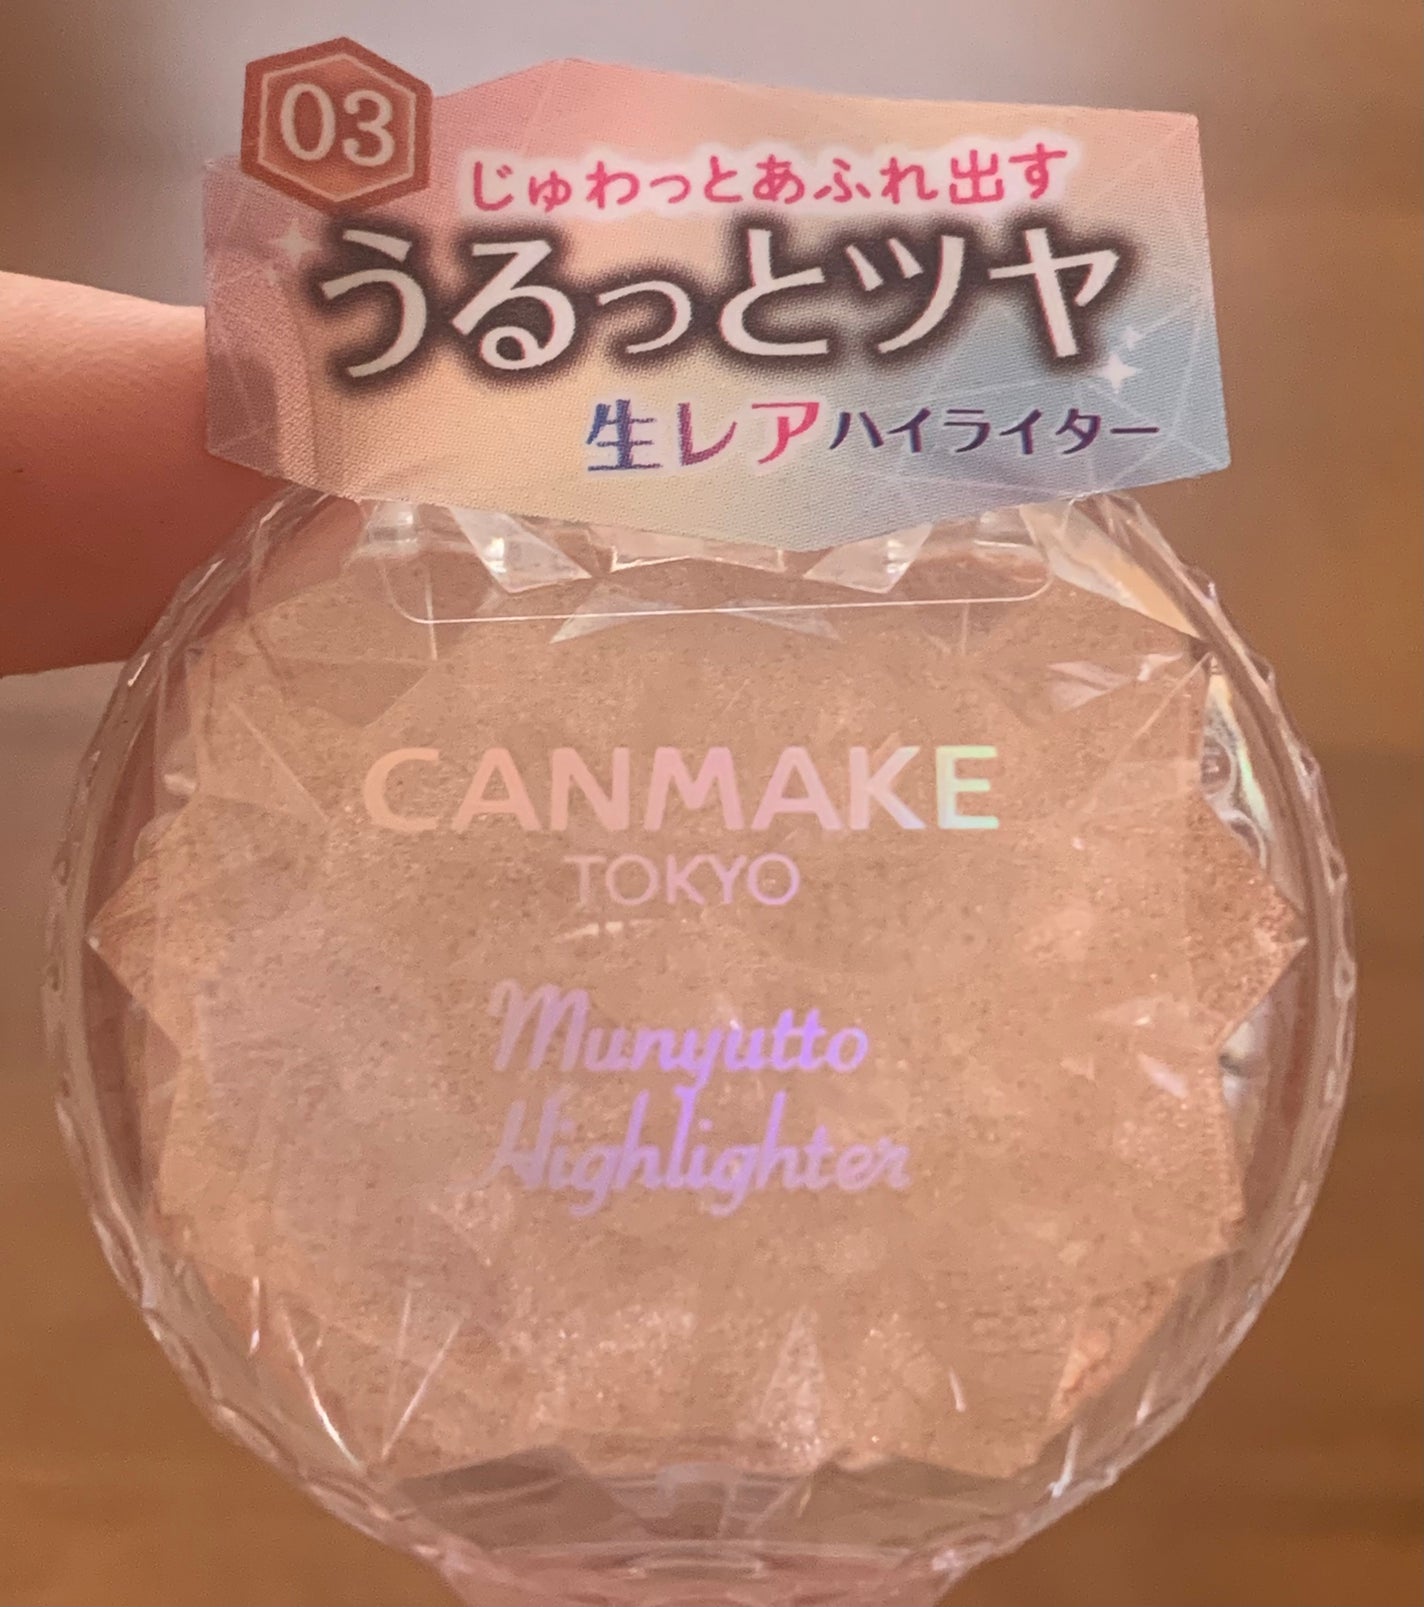 03
じゅわっとあふれ出す
うるっとツヤ
生レアハイライター
CANMAKE
TOKYO
Munyutto
Highlighter